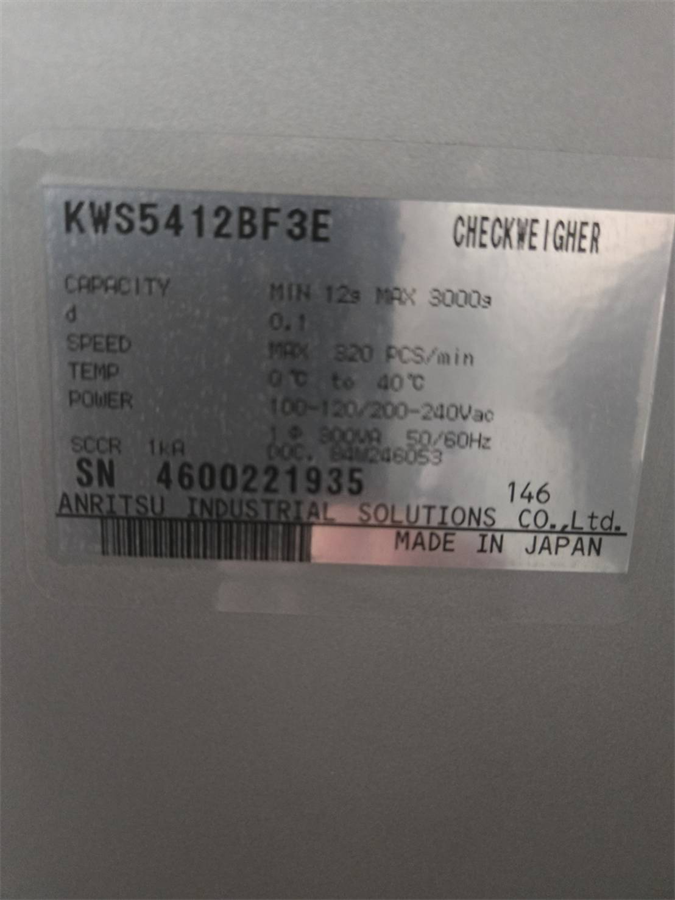 KWS5412BF3E CHECKWEIGHER
CAPACITY MIN 12g MAX 3000g
d 0.1
SPEED MAX 320 PCS/min
TEMP 0℃ to 40℃
POWER 100-120/200-240Vac
1Φ 50/60Hz
SCCR 1kA DOC.
SN 4600221935 146
ANRITSU INDUSTRIAL SOLUTIONS CO.,Ltd.
MADE IN JAPAN